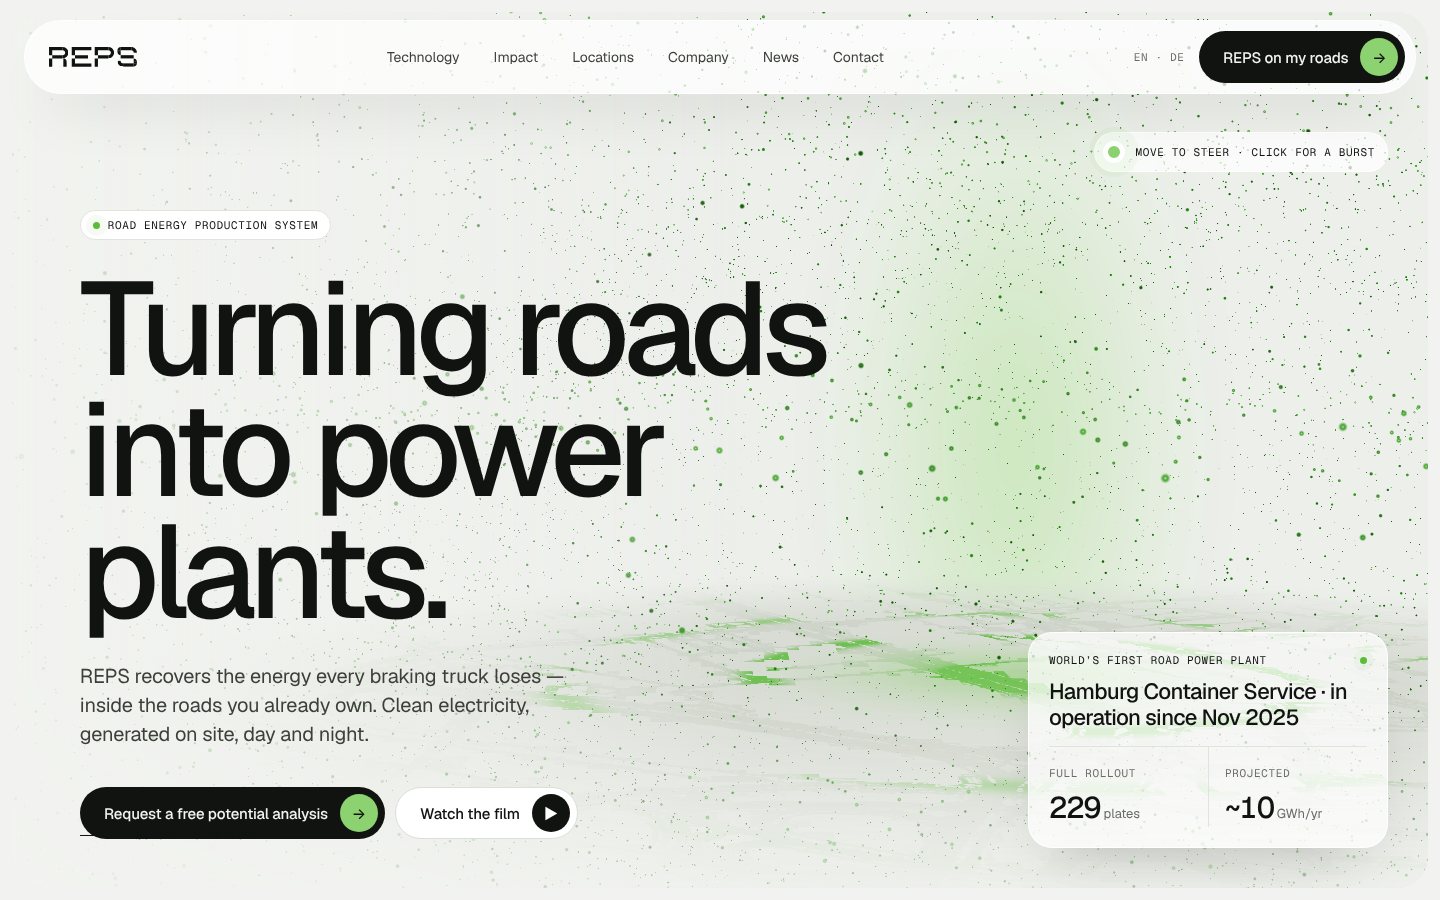 REPS
Technology
Impact
Locations
Company
News
Contact
EN · DE
REPS on my roads →
MOVE TO STEER · CLICK FOR A BURST
ROAD ENERGY PRODUCTION SYSTEM
Turning roads
into power
plants.
REPS recovers the energy every braking truck loses —
inside the roads you already own. Clean electricity,
generated on site, day and night.
Request a free potential analysis →
Watch the film
WORLD'S FIRST ROAD POWER PLANT
Hamburg Container Service · in
operation since Nov 2025
FULL ROLLOUT
229 plates
PROJECTED
~10 GWh/yr